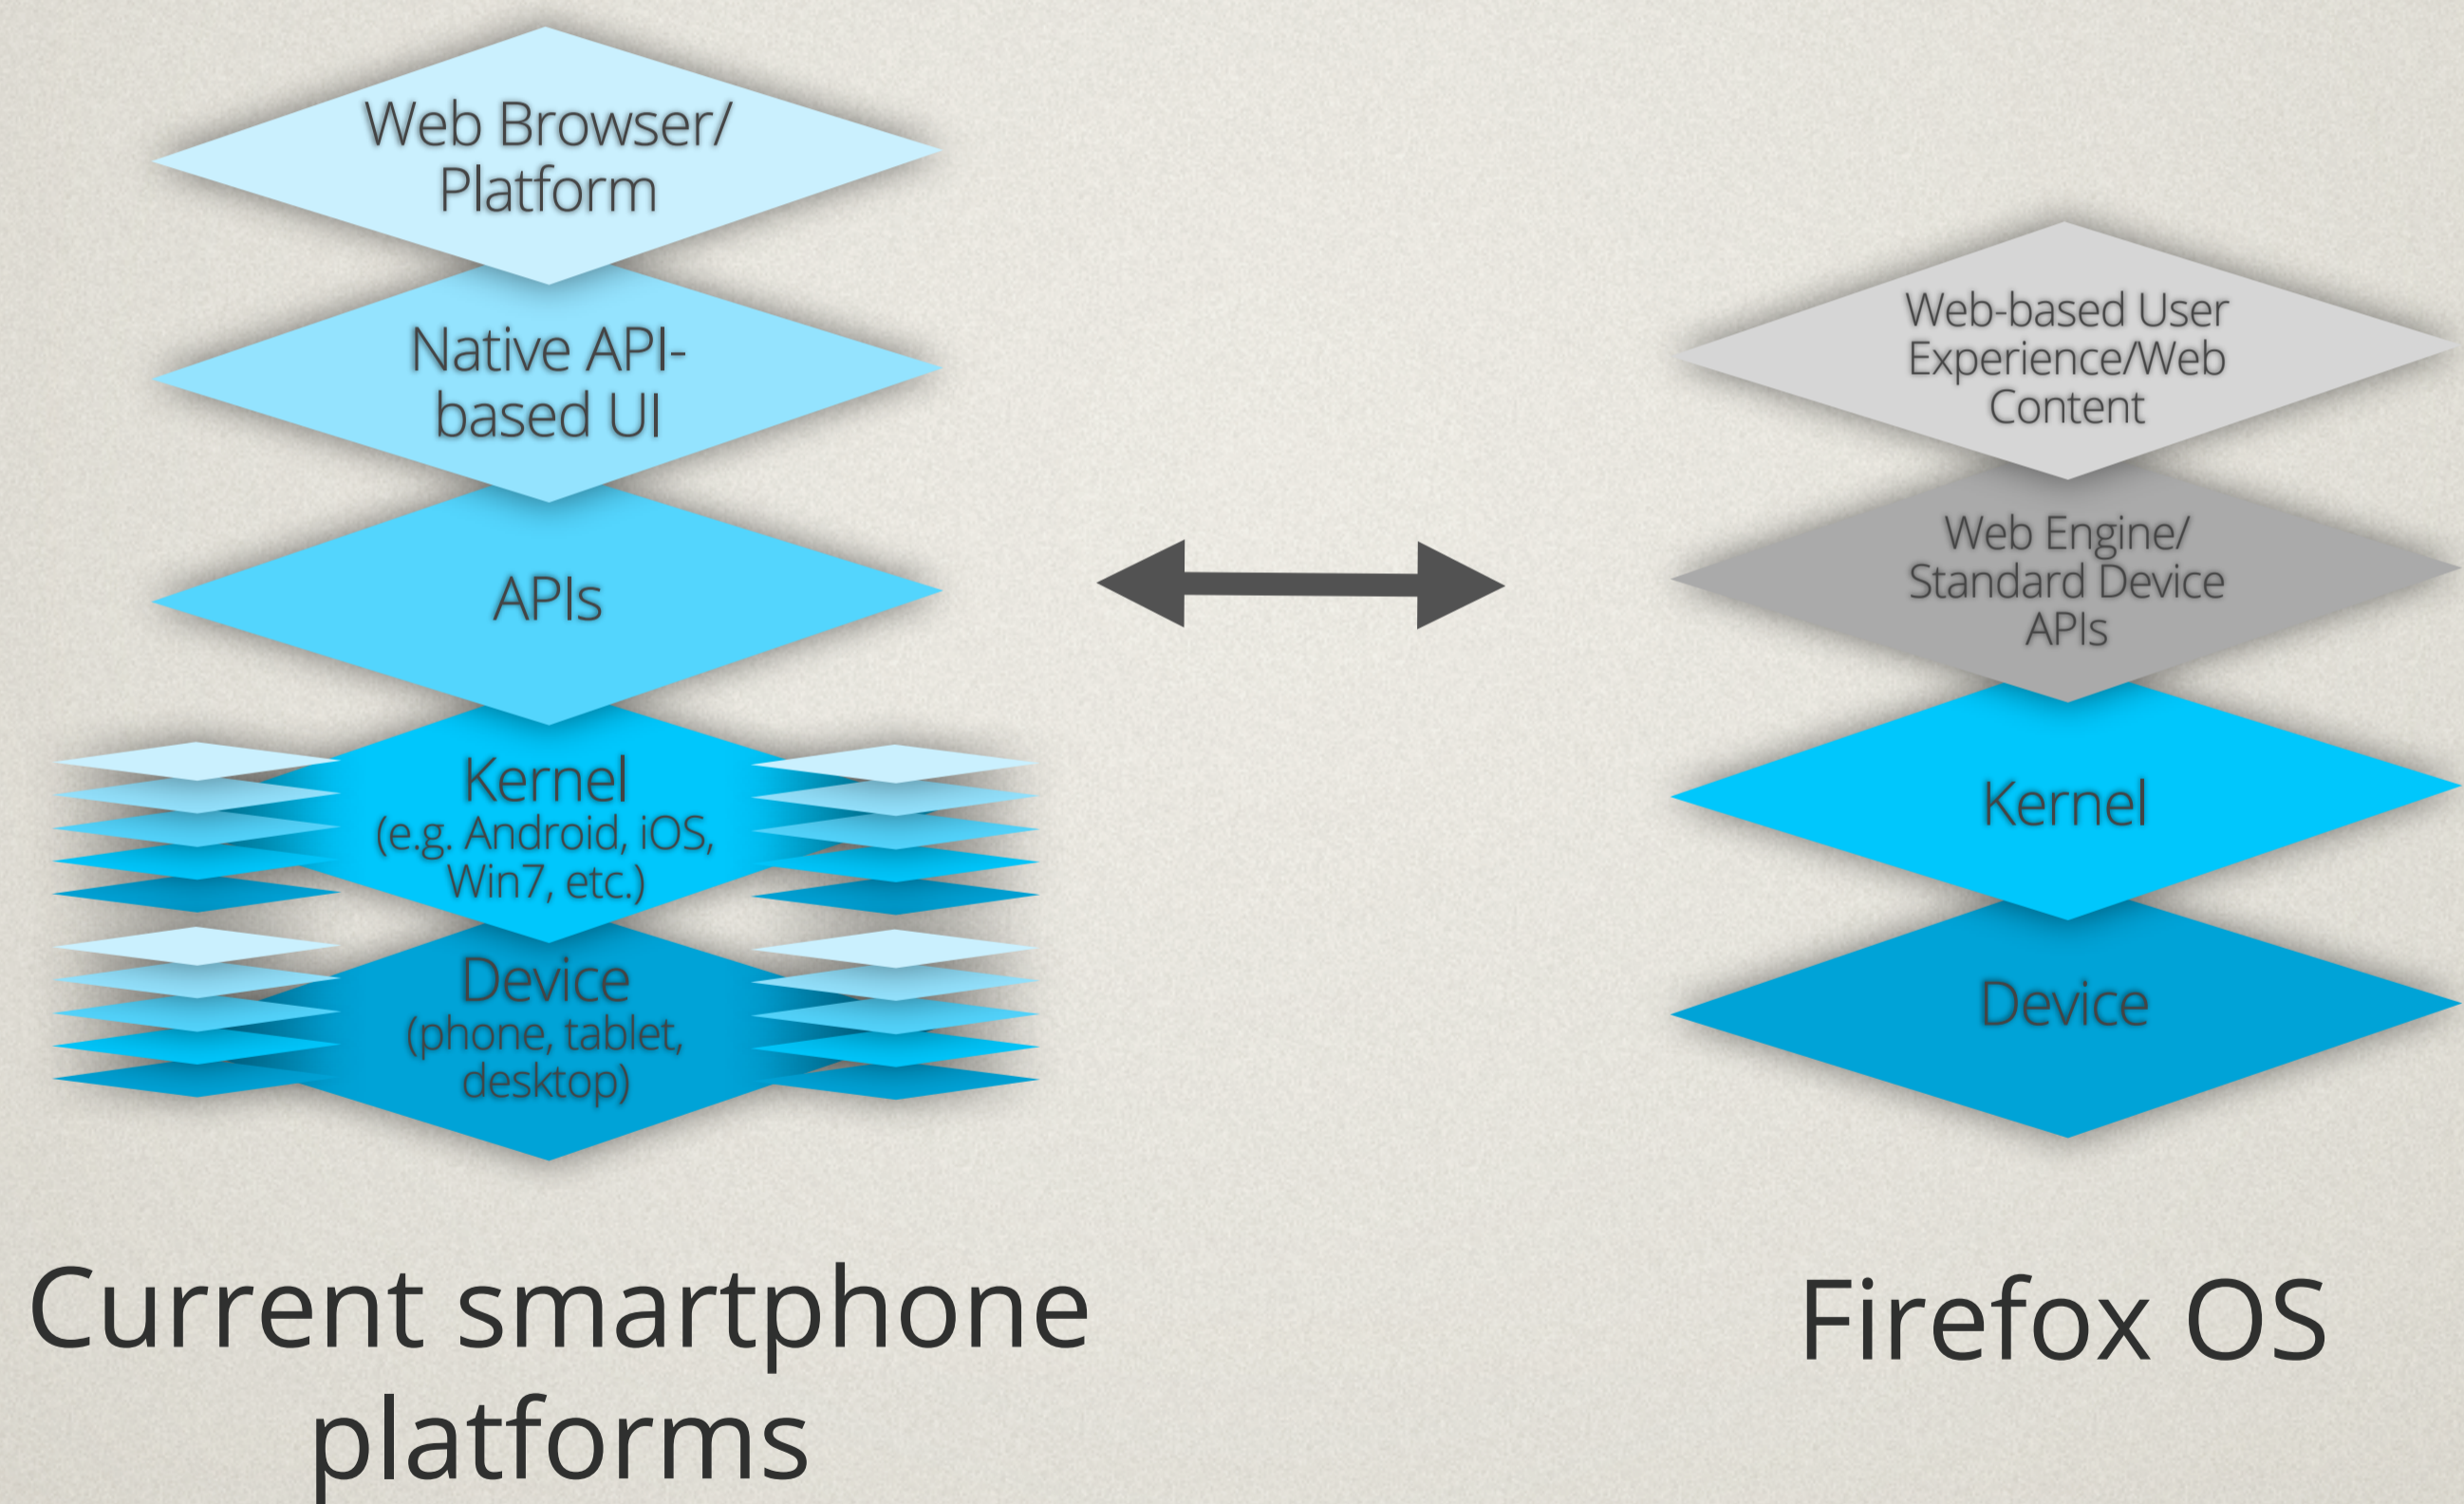 Web Browser/
Platform
Native API-
based UI
APIs
Kernel
(e.g. Android, iOS,
Win7, etc.)
Device
(phone, tablet,
desktop)
Current smartphone
platforms
Web-based User
Experience/Web
Content
Web Engine/
Standard Device
APIs
Kernel
Device
Firefox OS